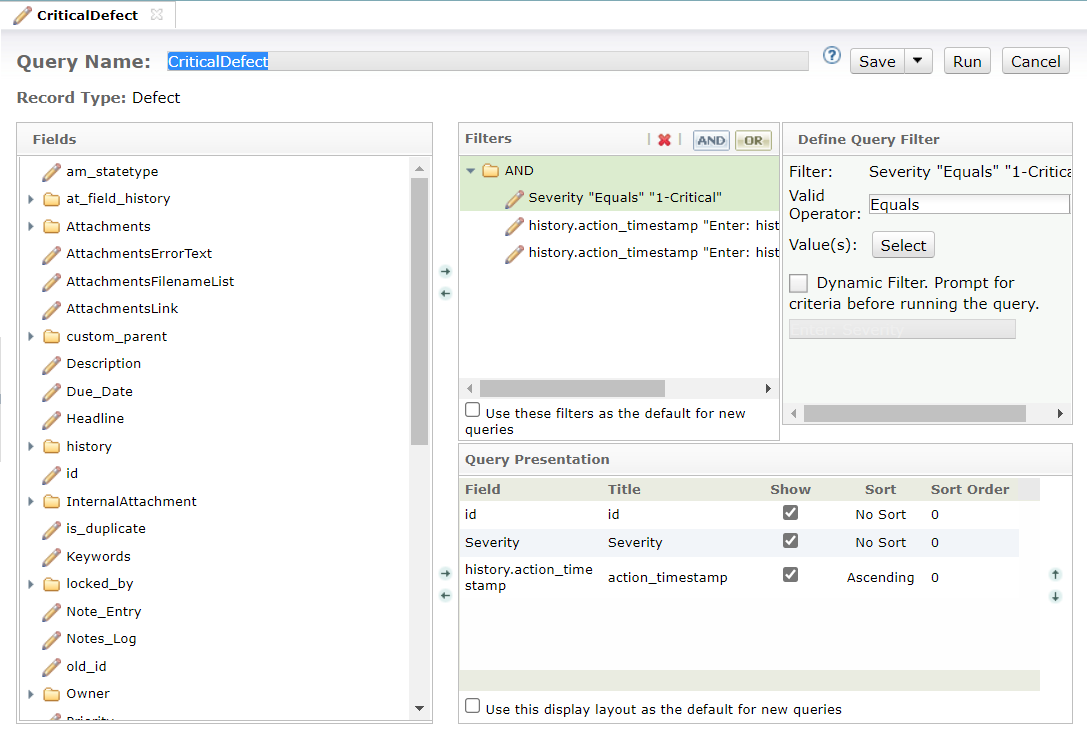 CriticalDefect
Query Name: CriticalDefect
? Save Run Cancel
Record Type: Defect
Fields
am_statetype
at_field_history
Attachments
AttachmentsErrorText
AttachmentsFilenameList
AttachmentsLink
custom_parent
Description
Due_Date
Headline
history
id
InternalAttachment
is_duplicate
Keywords
locked_by
Note_Entry
Notes_Log
old_id
Owner
Priority
Filters
AND OR
AND
Severity "Equals" "1-Critical"
history.action_timestamp "Enter: hist
history.action_timestamp "Enter: hist
Use these filters as the default for new
queries
Define Query Filter
Filter: Severity "Equals" "1-Critica
Valid
Operator: Equals
Value(s): Select
Dynamic Filter. Prompt for
criteria before running the query.
Enter: Severity
Query Presentation
Field Title Show Sort Sort Order
id id No Sort 0
Severity Severity No Sort 0
history.action_time
stamp action_timestamp Ascending 0
Use this display layout as the default for new queries